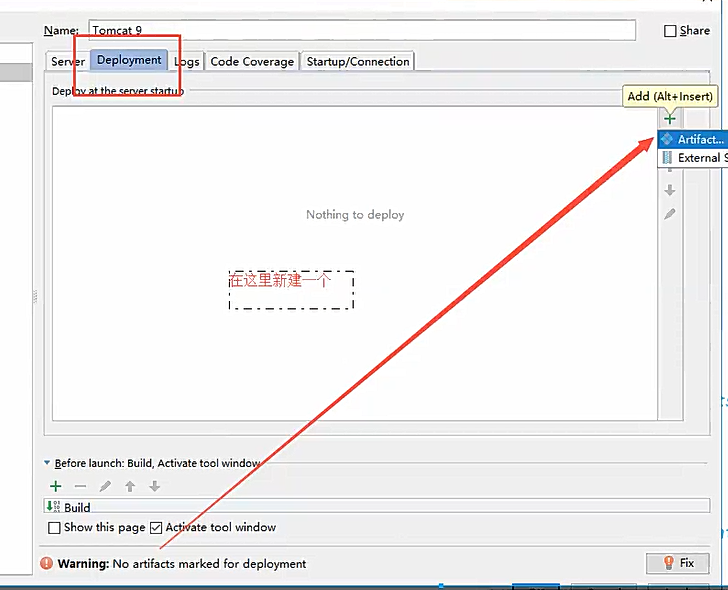 Name: Tomcat 9 Share
Server Deployment Logs Code Coverage Startup/Connection
Deploy at the server startup
Add (Alt+Insert)
Artifact...
External S
Nothing to deploy
在这里新建一个
Before launch: Build, Activate tool window
Build
Show this page Activate tool window
Warning: No artifacts marked for deployment Fix